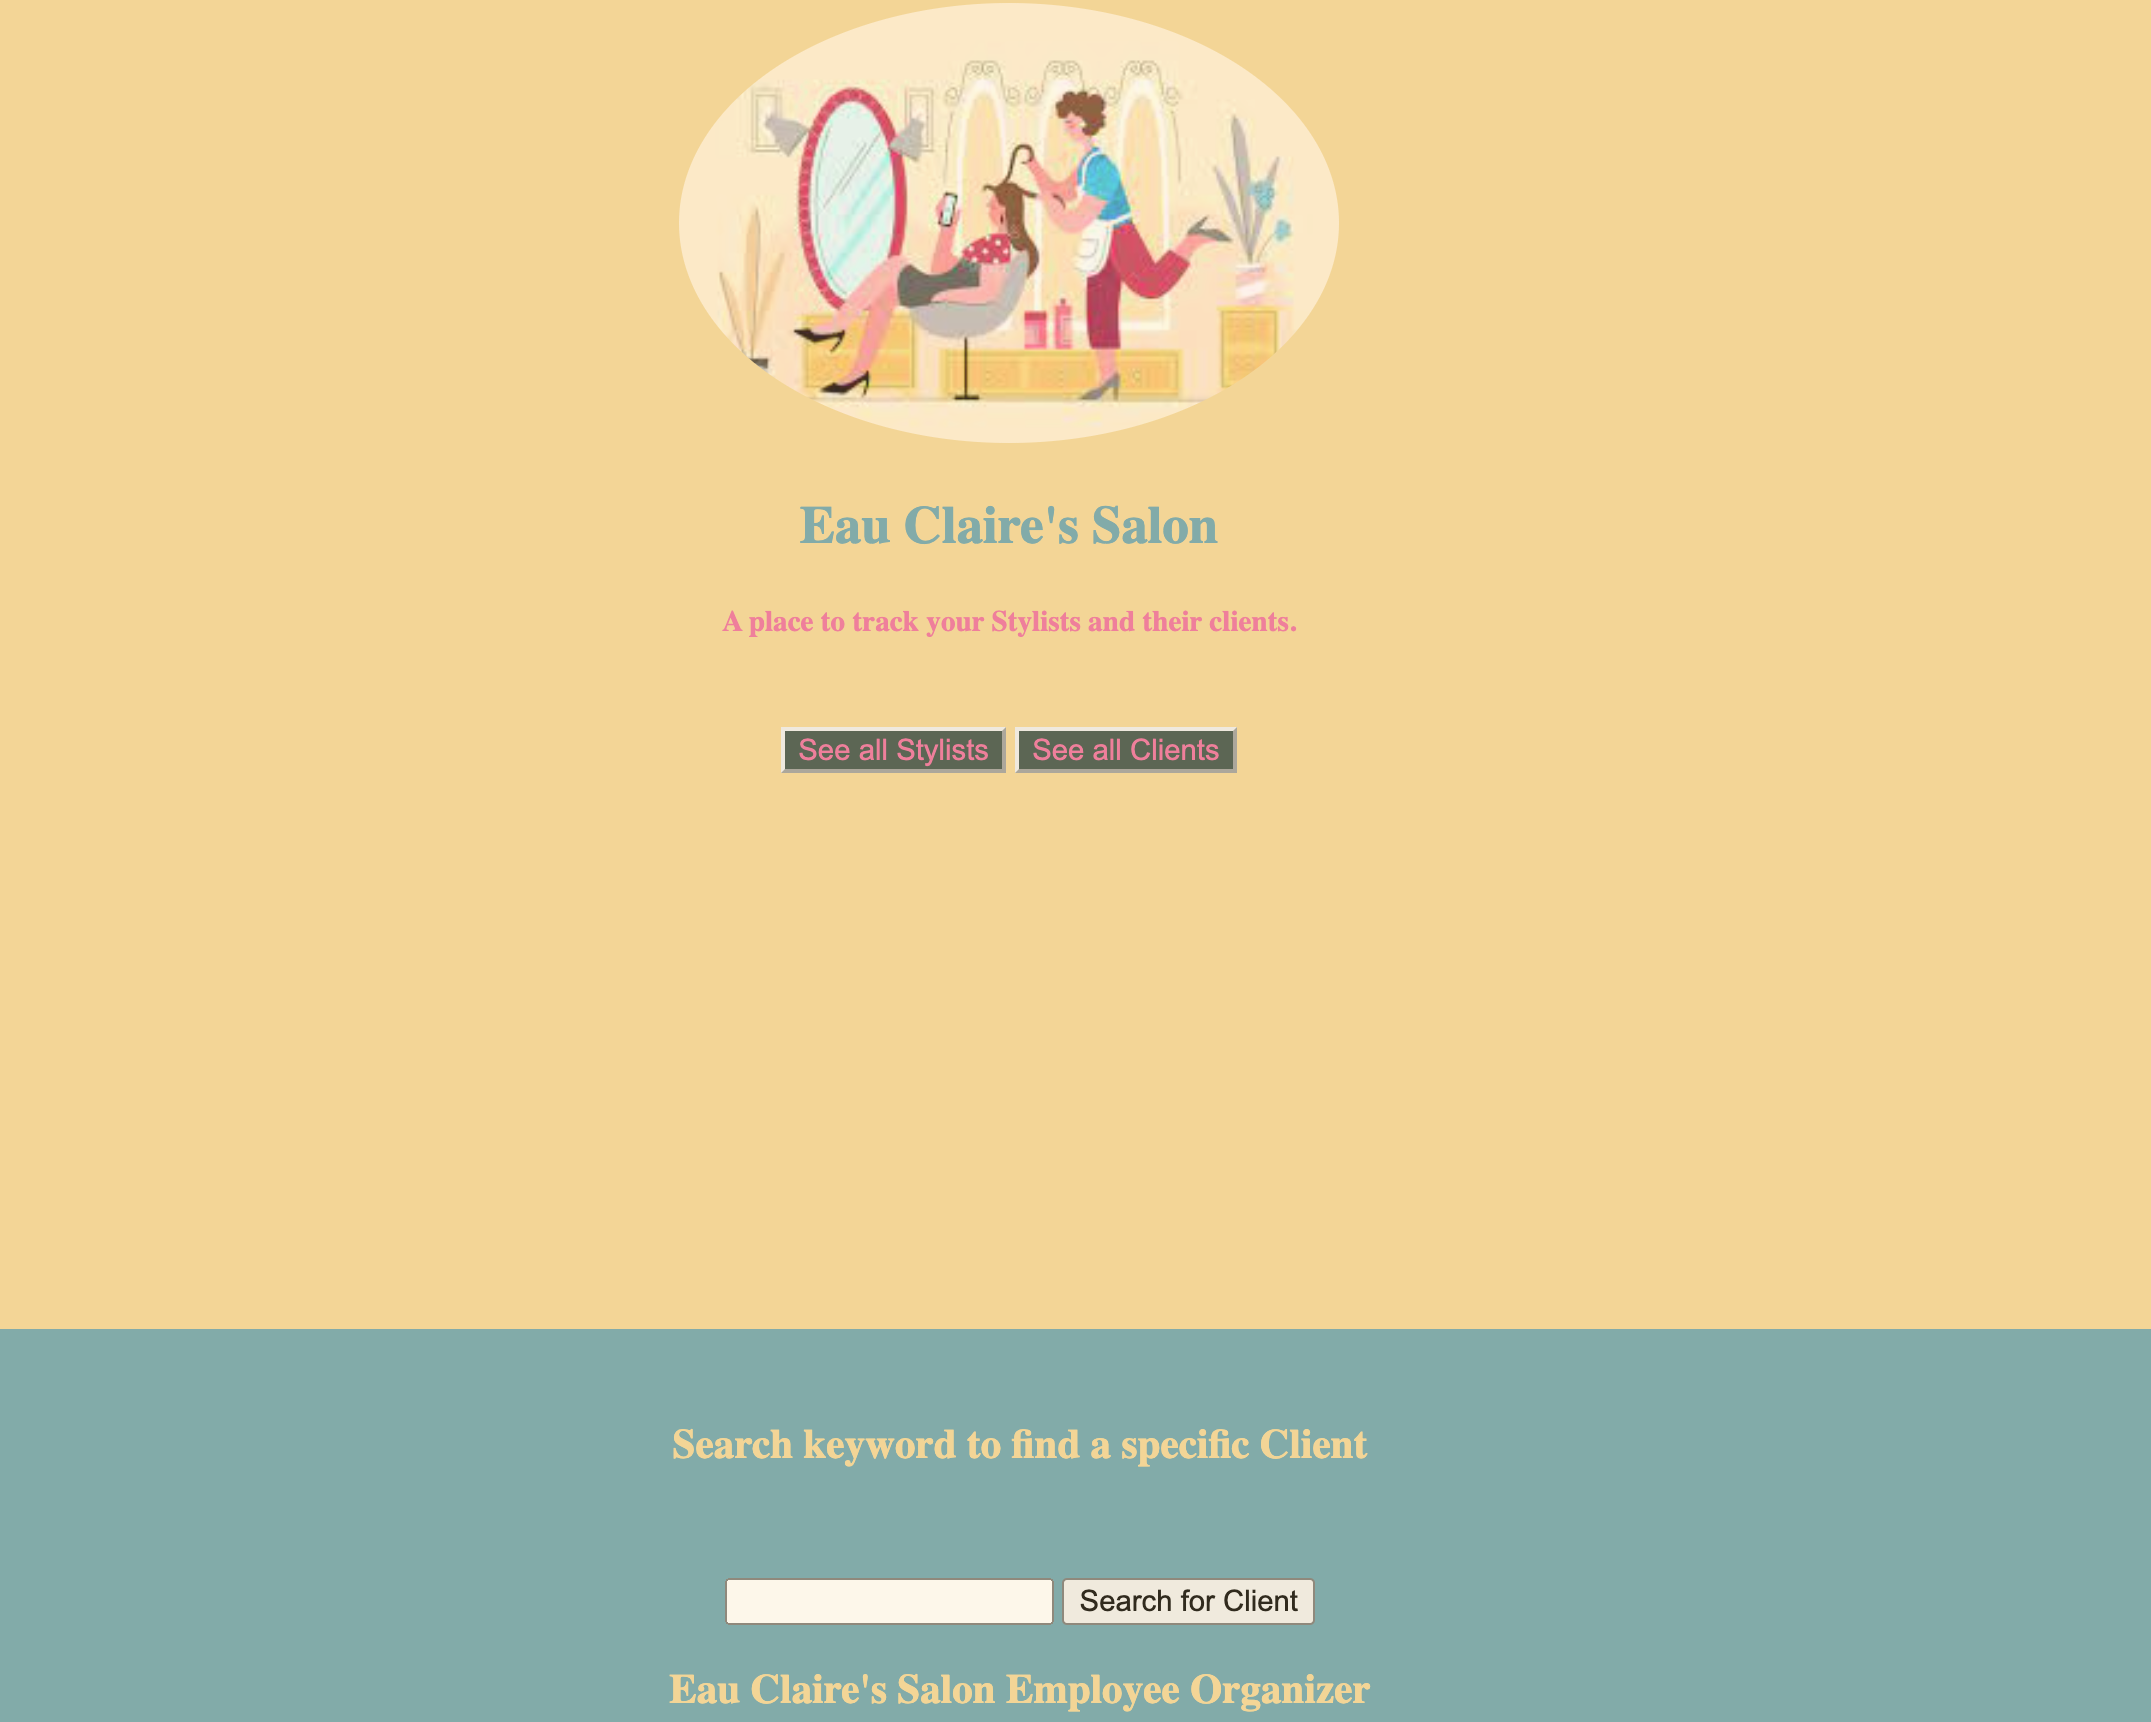 Eau Claire's Salon
A place to track your Stylists and their clients.
See all Stylists See all Clients
Search keyword to find a specific Client
Search for Client
Eau Claire's Salon Employee Organizer